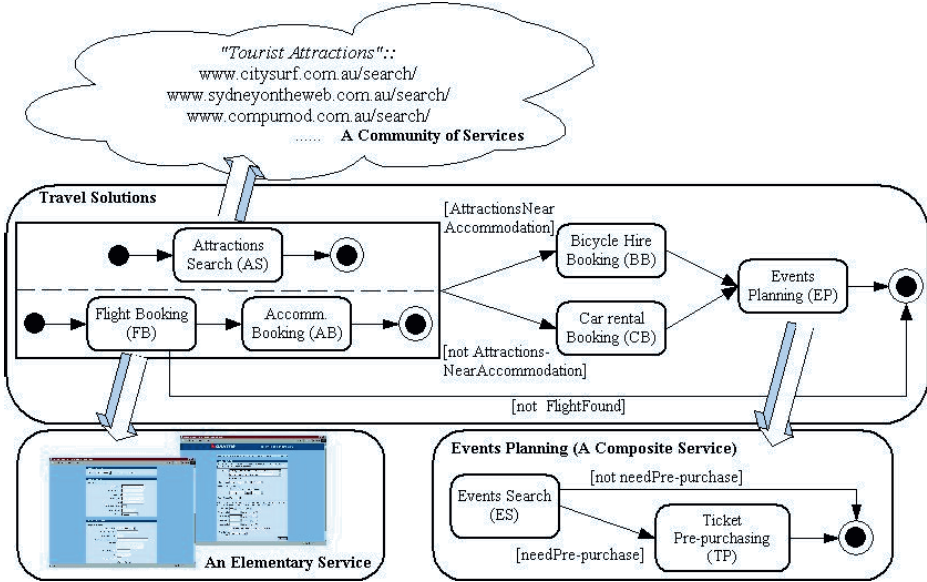 "Tourist Attractions"::
www.citysurf.com.au/search/
www.sydneyontheweb.com.au/search/
www.compumod.com.au/search/
...... A Community of Services
Travel Solutions
[AttractionsNear
Accommodation]
Attractions
Search (AS)
Bicycle Hire
Booking (BB)
Events
Planning (EP)
Flight Booking
(FB)
Accomm.
Booking (AB)
Car rental
Booking (CB)
[not Attractions-
NearAccommodation]
[not FlightFound]
An Elementary Service
Events Planning (A Composite Service)
[not needPre-purchase]
Events Search
(ES)
Ticket
Pre-purchasing
(TP)
[needPre-purchase]